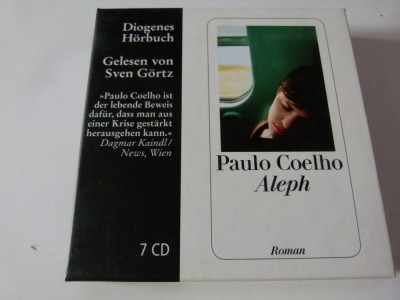 Diogenes
Hörbuch
Gelesen von
Sven Görtz
»Paulo Coelho ist
der lebende Beweis
dafür, dass man aus
einer Krise gestärkt
herausgehen kann.«
Dagmar Kaindl/
News, Wien
7 CD
Paulo Coelho
Aleph
Roman